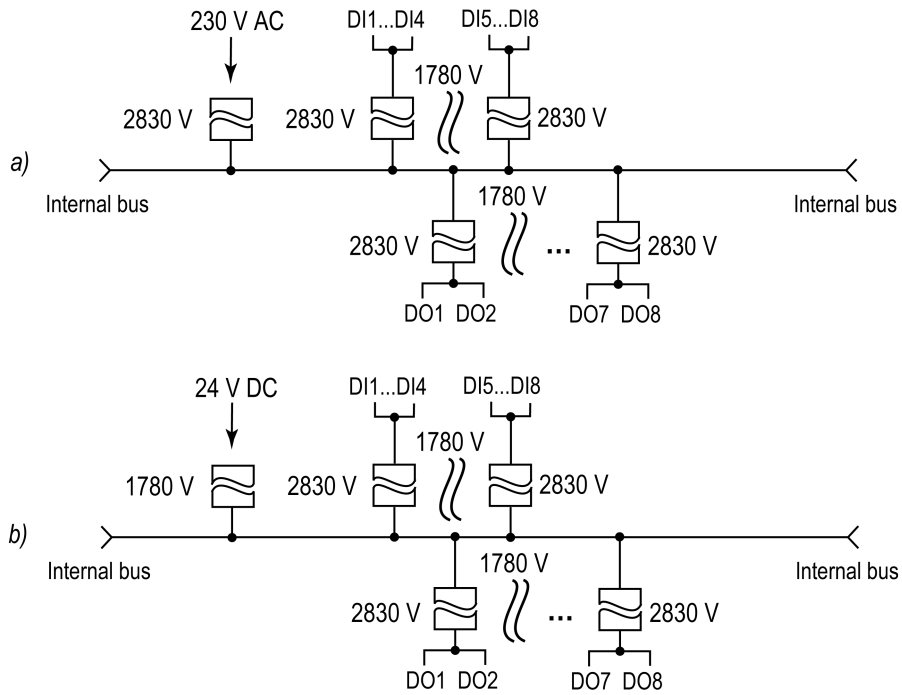 230 V AC
DI1...DI4
DI5...DI8
1780 V
2830 V
2830 V
2830 V
a)
Internal bus
1780 V
Internal bus
2830 V
...
2830 V
DO1 DO2
DO7 DO8
24 V DC
DI1...DI4
DI5...DI8
1780 V
1780 V
2830 V
2830 V
b)
Internal bus
1780 V
Internal bus
2830 V
...
2830 V
DO1 DO2
DO7 DO8